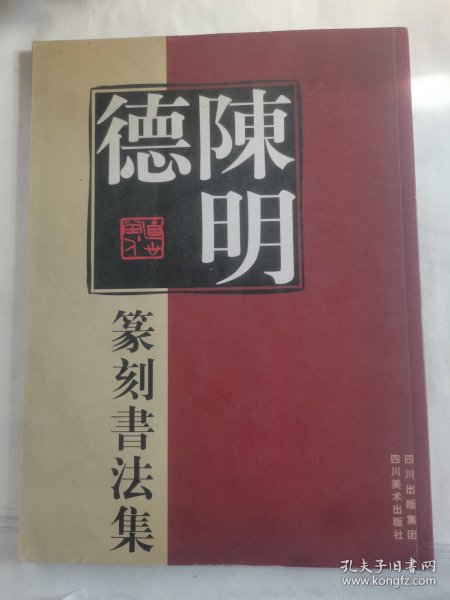 陳明
德
篆刻書法集
四川出版集团
四川美术出版社
孔夫子旧书网
www.kongfz.com